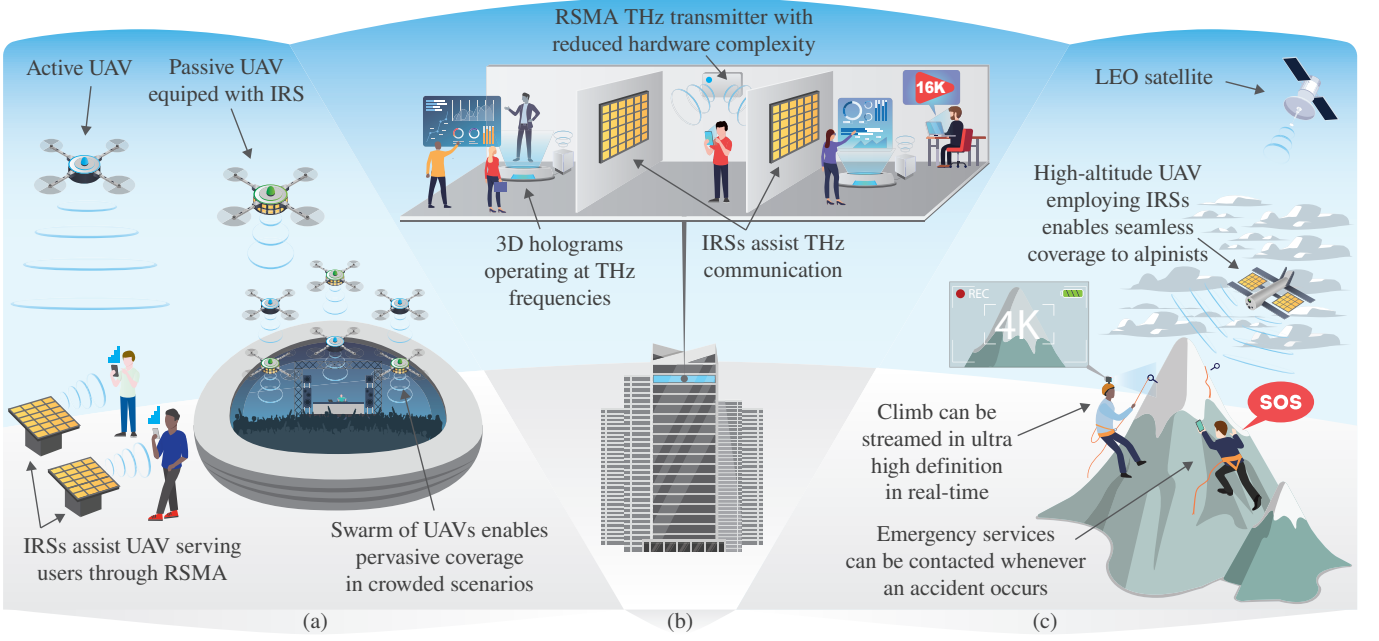 Active UAV
Passive UAV
equiped with IRS
IRSs assist UAV serving
users through RSMA
Swarm of UAVs enables
pervasive coverage
in crowded scenarios
(a)
RSMA THz transmitter with
reduced hardware complexity
16K
3D holograms
operating at THz
frequencies
IRSs assist THz
communication
(b)
LEO satellite
High-altitude UAV
employing IRSs
enables seamless
coverage to alpinists
REC
4K
SOS
Climb can be
streamed in ultra
high definition
in real-time
Emergency services
can be contacted whenever
an accident occurs
(c)